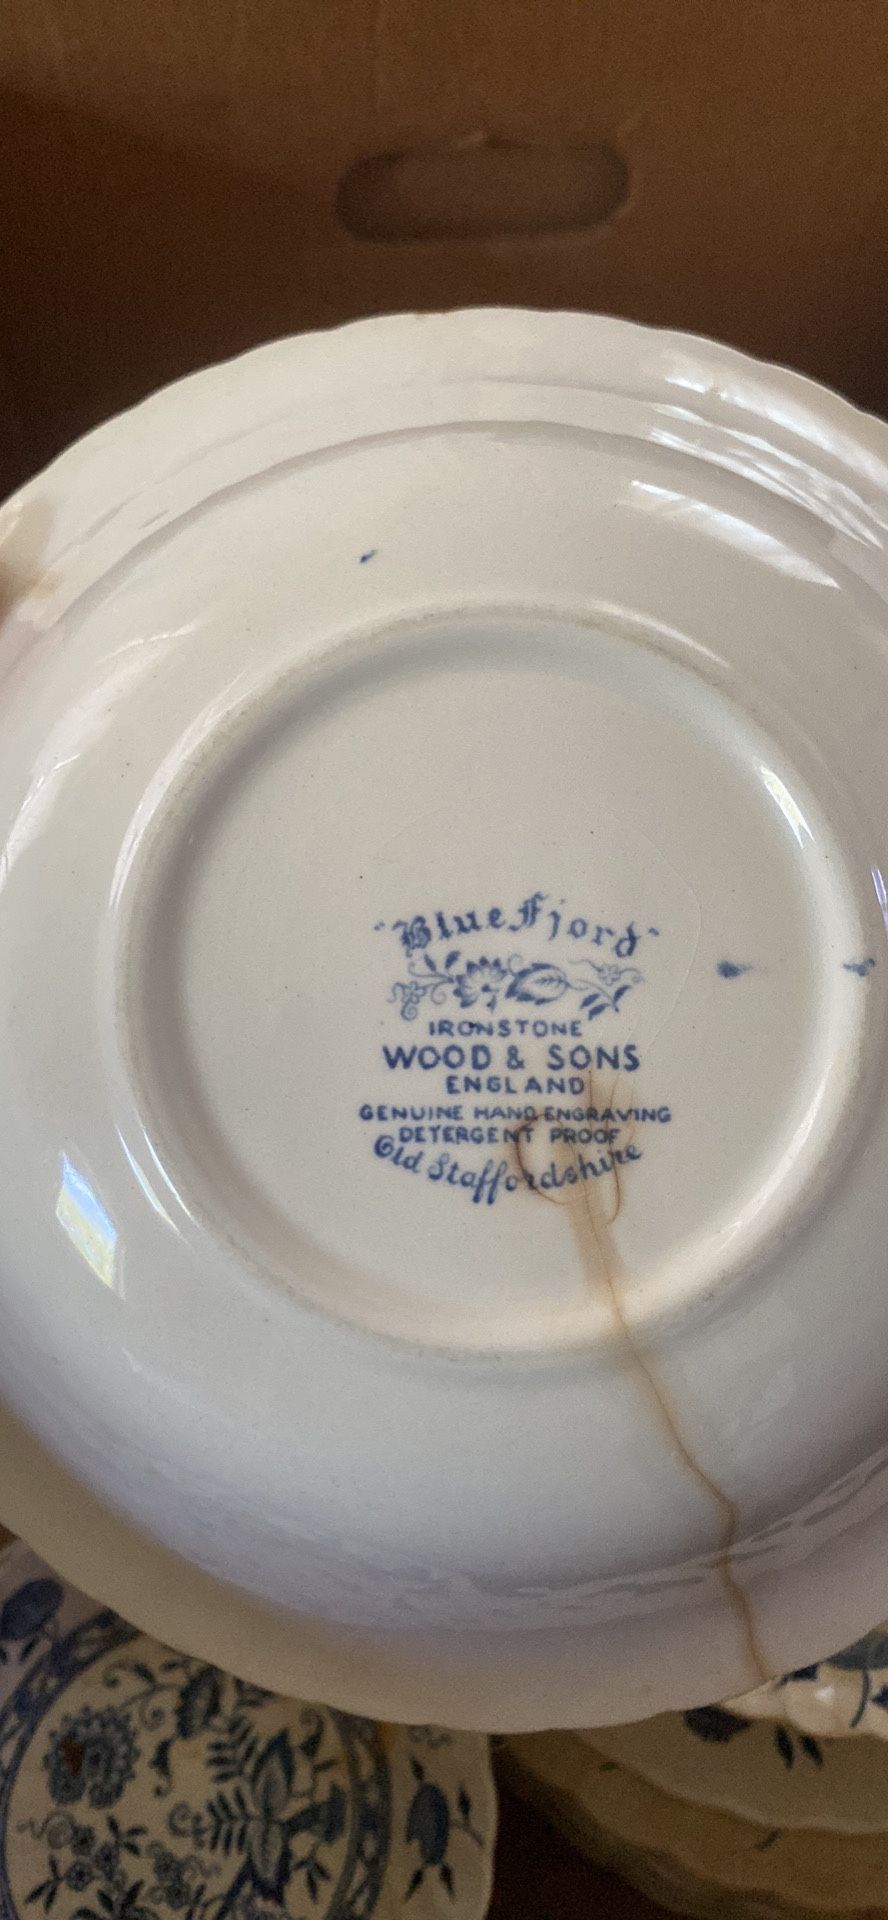 "Blue Fjord"
IRONSTONE
WOOD & SONS
ENGLAND
GENUINE HAND ENGRAVING
DETERGENT PROOF
Old Staffordshire